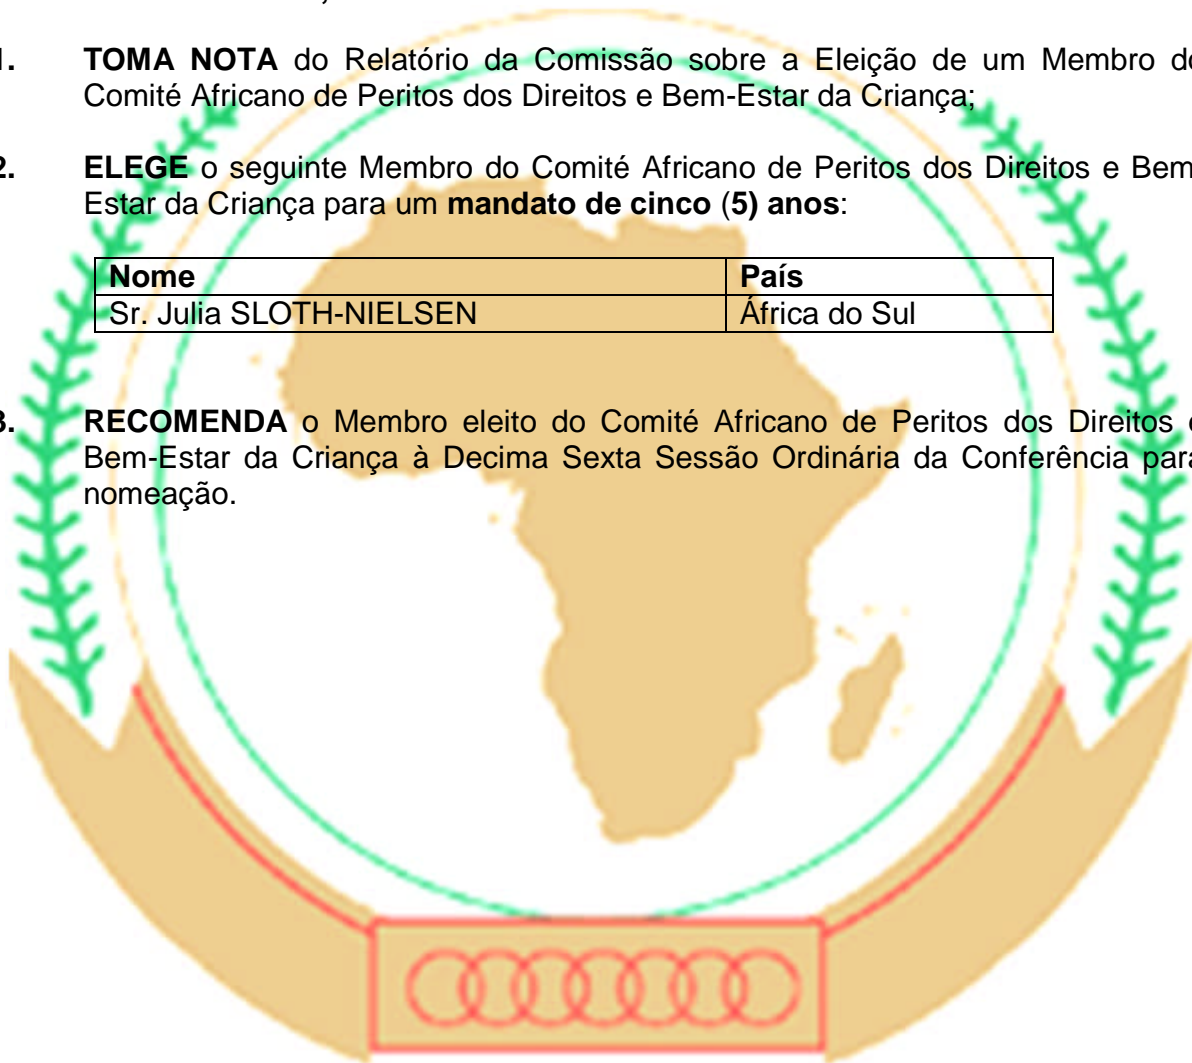 1. TOMA NOTA do Relatório da Comissão sobre a Eleição de um Membro do
Comité Africano de Peritos dos Direitos e Bem-Estar da Criança;
2. ELEGE o seguinte Membro do Comité Africano de Peritos dos Direitos e Bem-
Estar da Criança para um mandato de cinco (5) anos:
Nome País
Sr. Julia SLOTH-NIELSEN África do Sul
3. RECOMENDA o Membro eleito do Comité Africano de Peritos dos Direitos e
Bem-Estar da Criança à Decima Sexta Sessão Ordinária da Conferência para
nomeação.